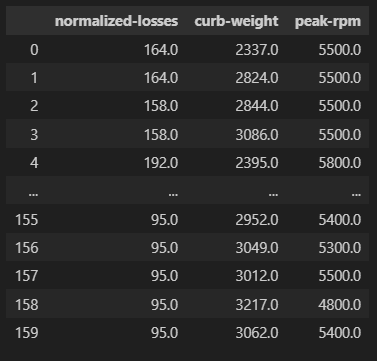 normalized-losses curb-weight peak-rpm
0 164.0 2337.0 5500.0
1 164.0 2824.0 5500.0
2 158.0 2844.0 5500.0
3 158.0 3086.0 5500.0
4 192.0 2395.0 5800.0
... ... ... ...
155 95.0 2952.0 5400.0
156 95.0 3049.0 5300.0
157 95.0 3012.0 5500.0
158 95.0 3217.0 4800.0
159 95.0 3062.0 5400.0